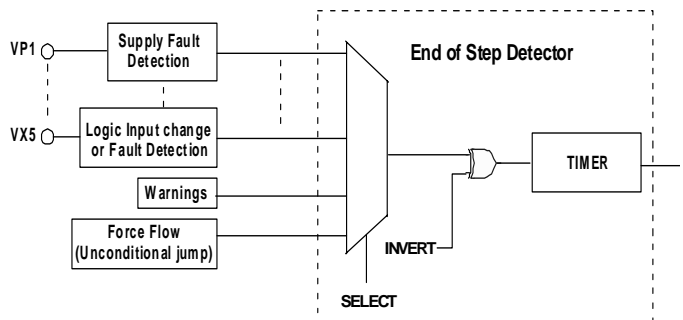 VP1
Supply Fault
Detection
End of Step Detector
VX5
Logic Input change
or Fault Detection
TIMER
Warnings
Force Flow
(Unconditional jump)
INVERT
SELECT